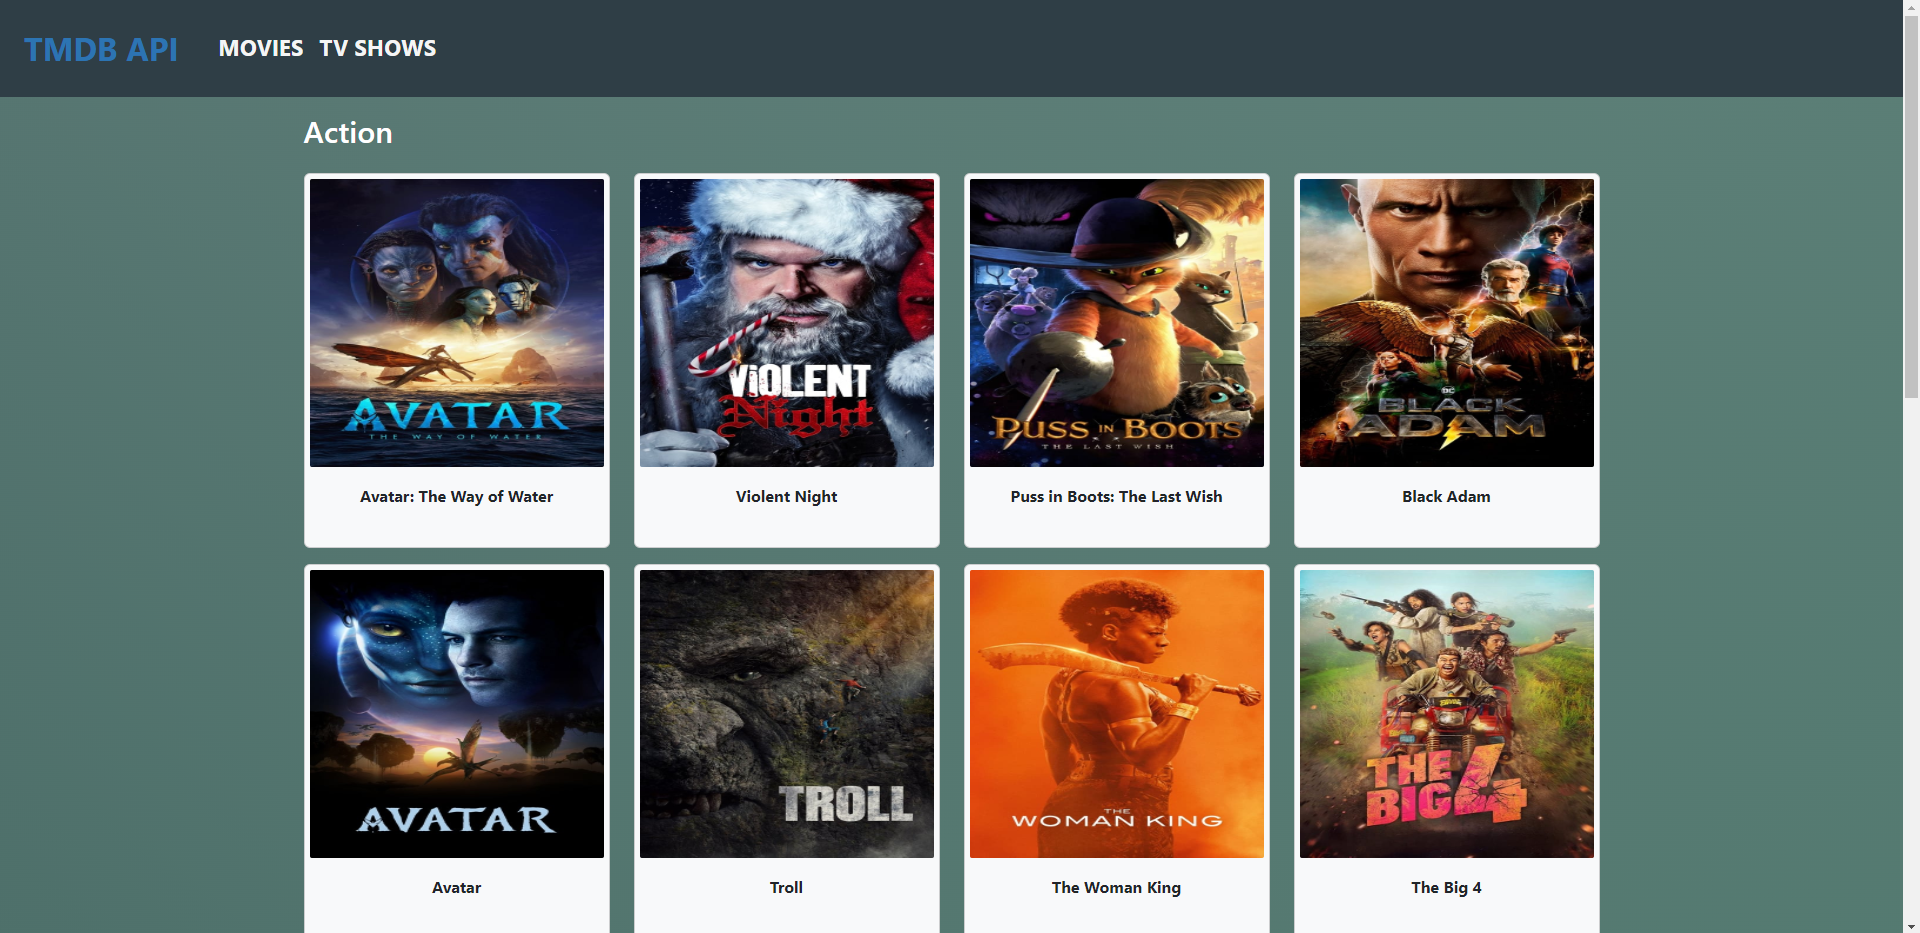 TMDB API MOVIES TV SHOWS
Action
AVATAR
THE WAY OF WATER
VIOLENT
Night
PUSS IN BOOTS
THE LAST WISH
DC
BLACK
ADAM
Avatar: The Way of Water
Violent Night
Puss in Boots: The Last Wish
Black Adam
AVATAR
TROLL
THE
WOMAN KING
THE
BIG 4
Avatar
Troll
The Woman King
The Big 4